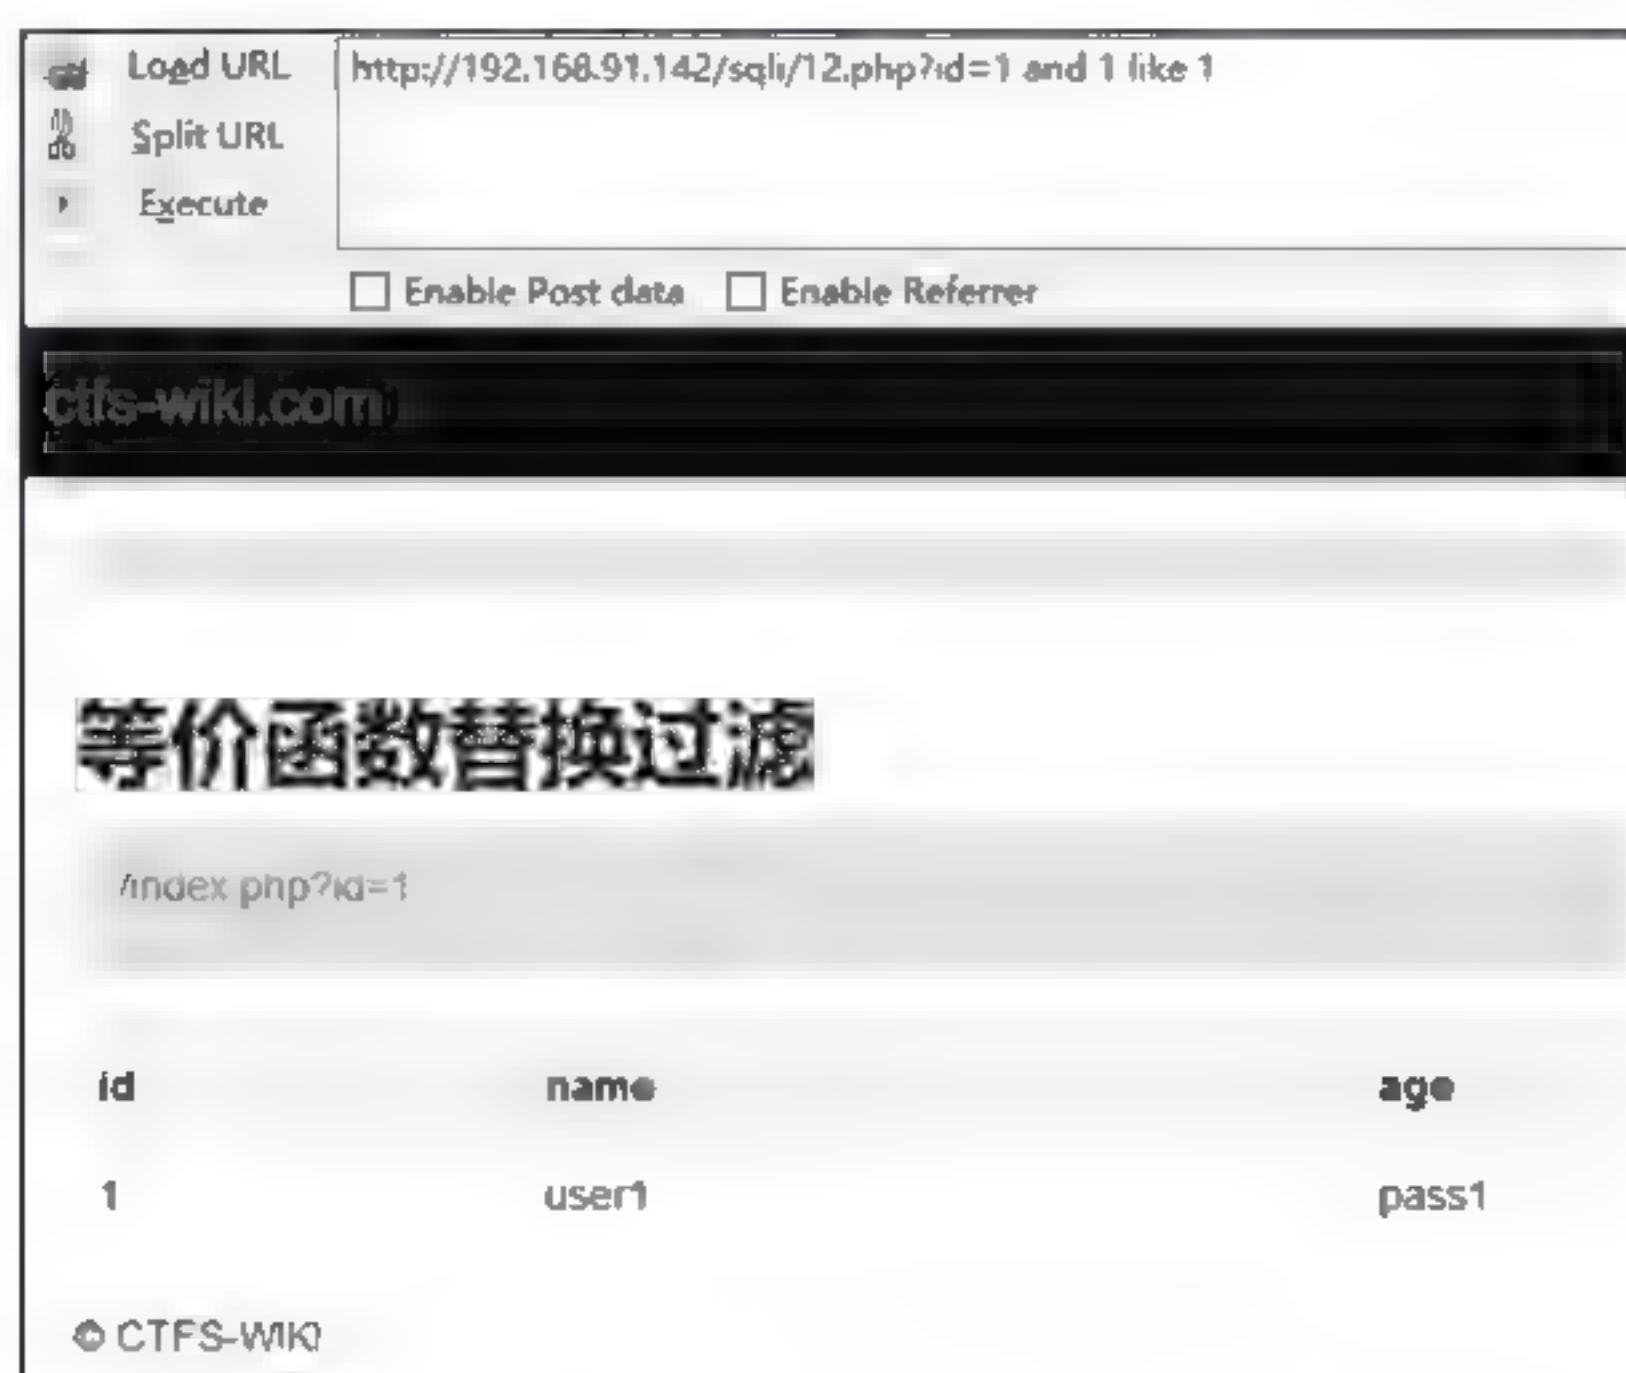 Load URL
http://192.168.91.142/sqli/12.php?id=1 and 1 like 1
Split URL
Execute
Enable Post data
Enable Referrer
ctfs-wiki.com
等价函数替换过滤
/index.php?id=1
id name age
1 user1 pass1
© CTFS-WIKI